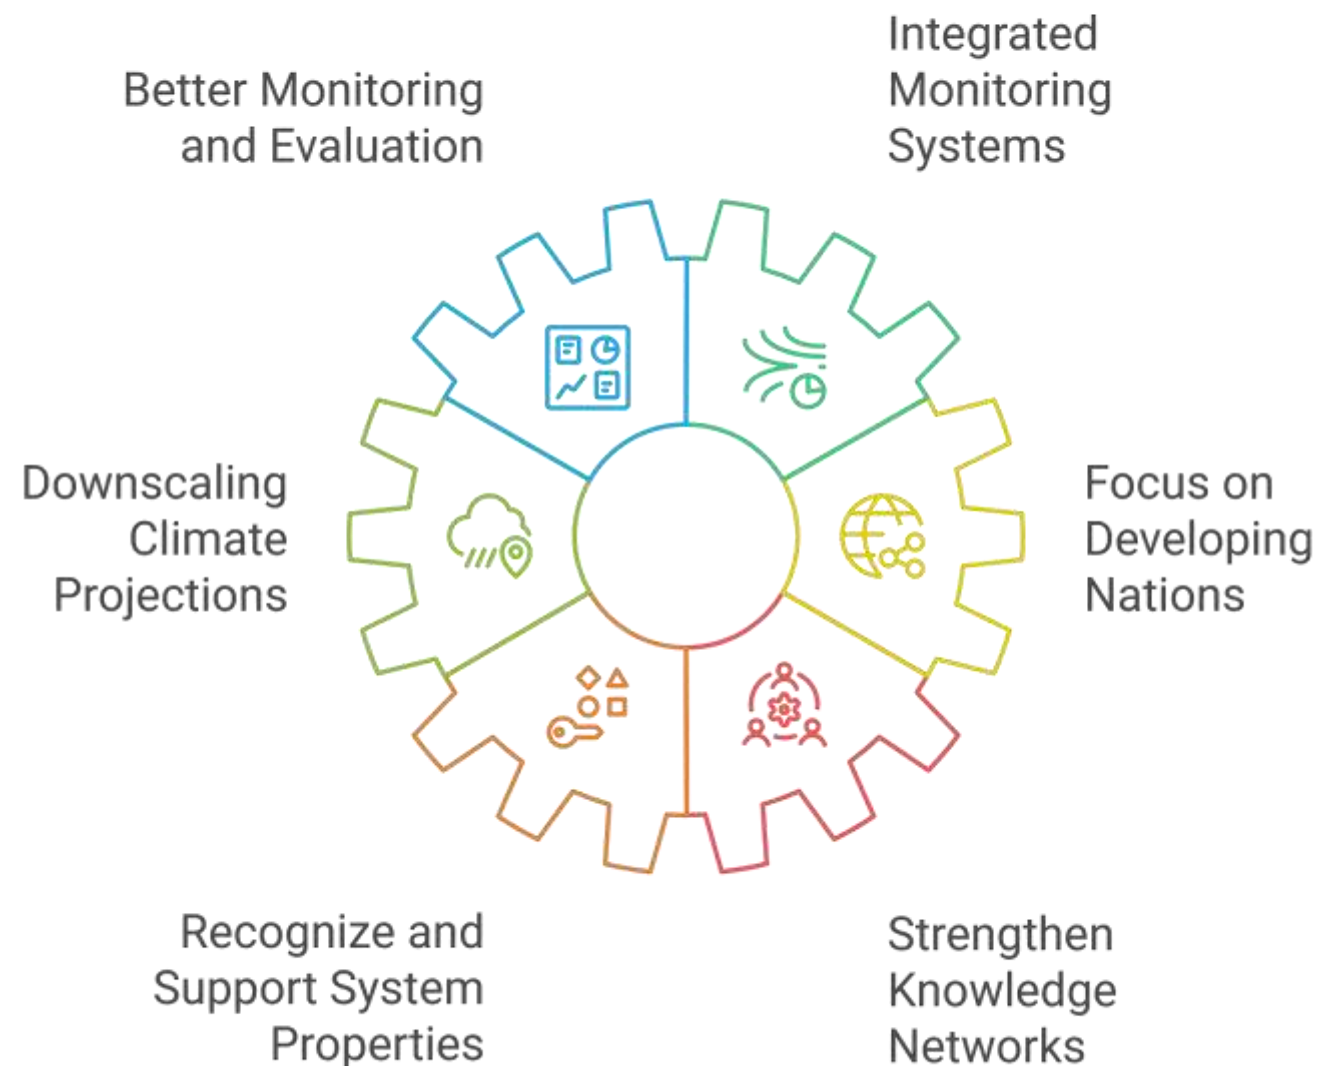 Better Monitoring
and Evaluation
Integrated
Monitoring
Systems
Downscaling
Climate
Projections
Focus on
Developing
Nations
Recognize and
Support System
Properties
Strengthen
Knowledge
Networks